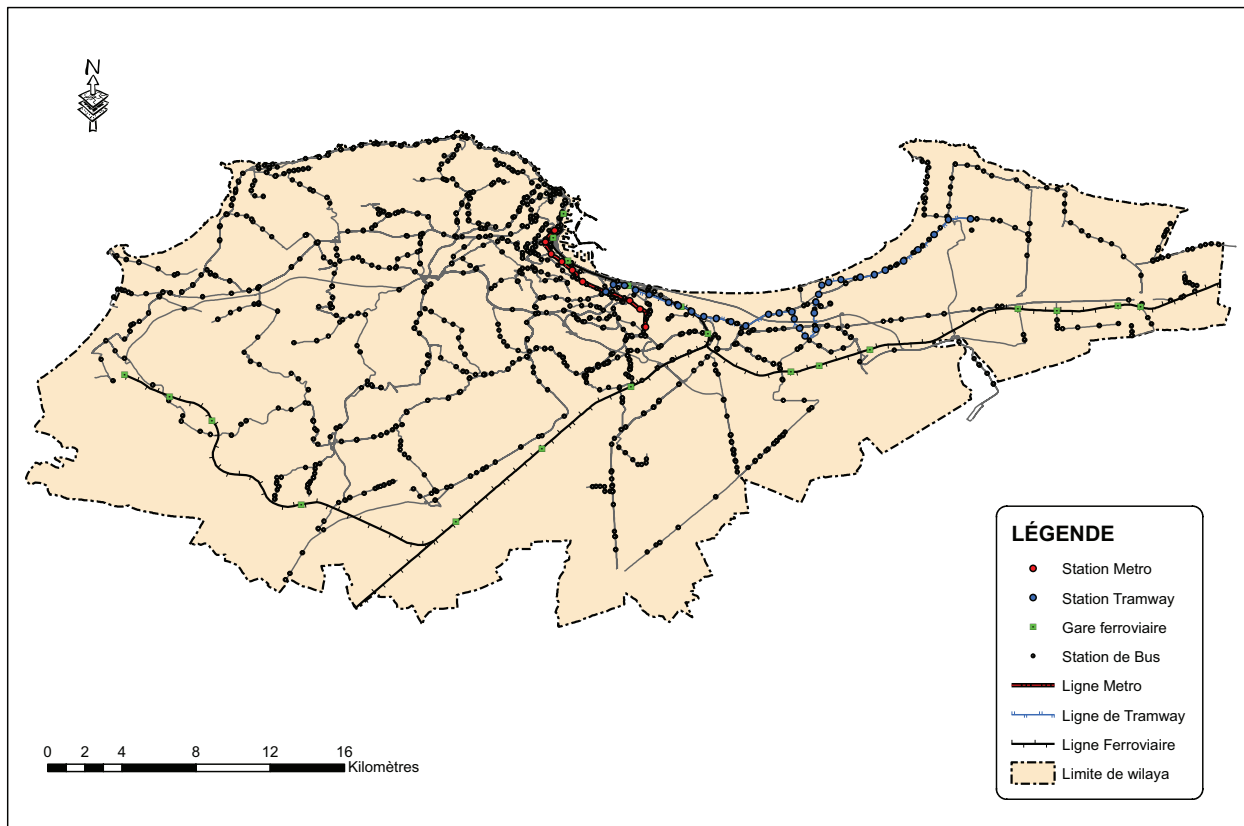 N
LÉGENDE
Station Metro
Station Tramway
Gare ferroviaire
Station de Bus
Ligne Metro
Ligne de Tramway
Ligne Ferroviaire
Limite de wilaya
0 2 4 8 12 16
Kilomètres